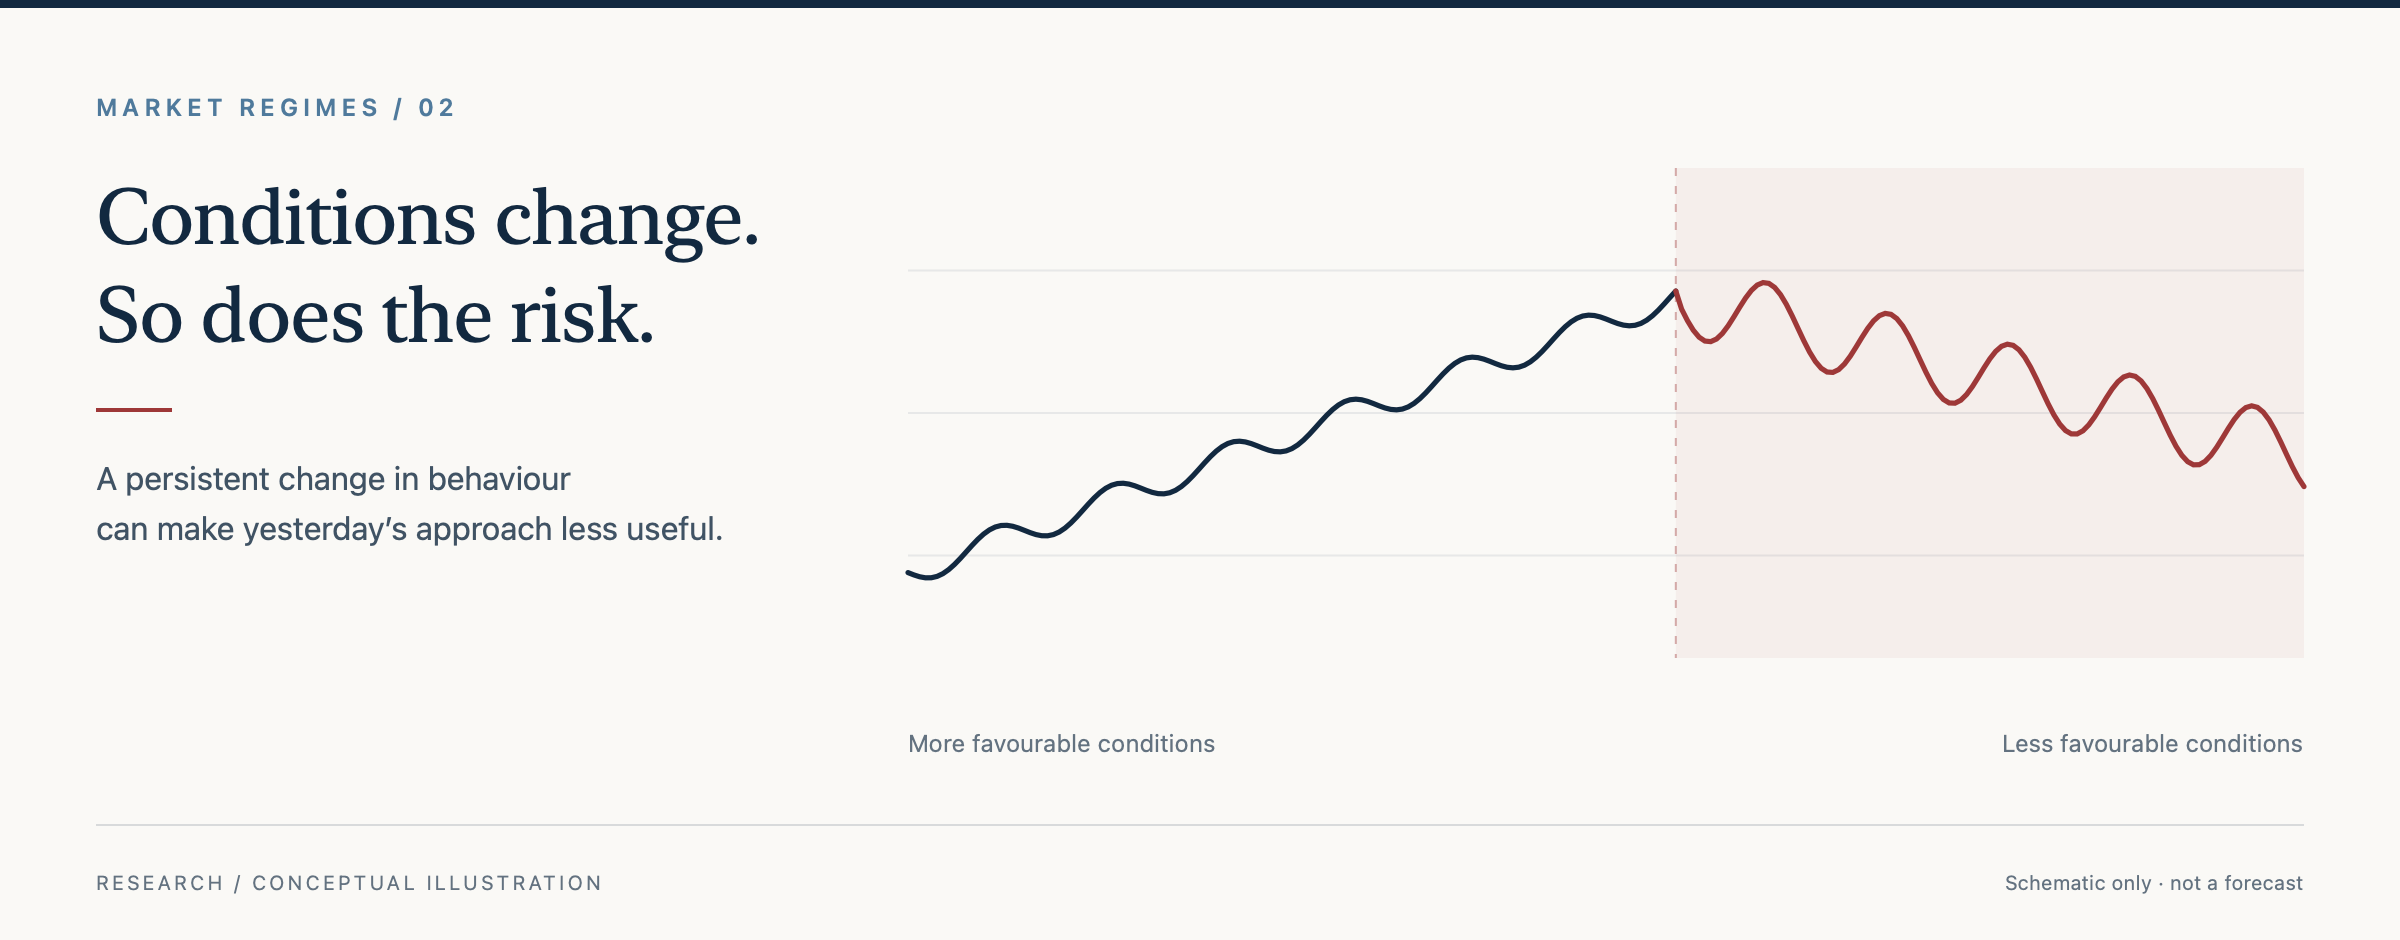 MARKET REGIMES / 02
Conditions change.
So does the risk.
A persistent change in behaviour
can make yesterday’s approach less useful.
More favourable conditions
Less favourable conditions
RESEARCH / CONCEPTUAL ILLUSTRATION
Schematic only · not a forecast